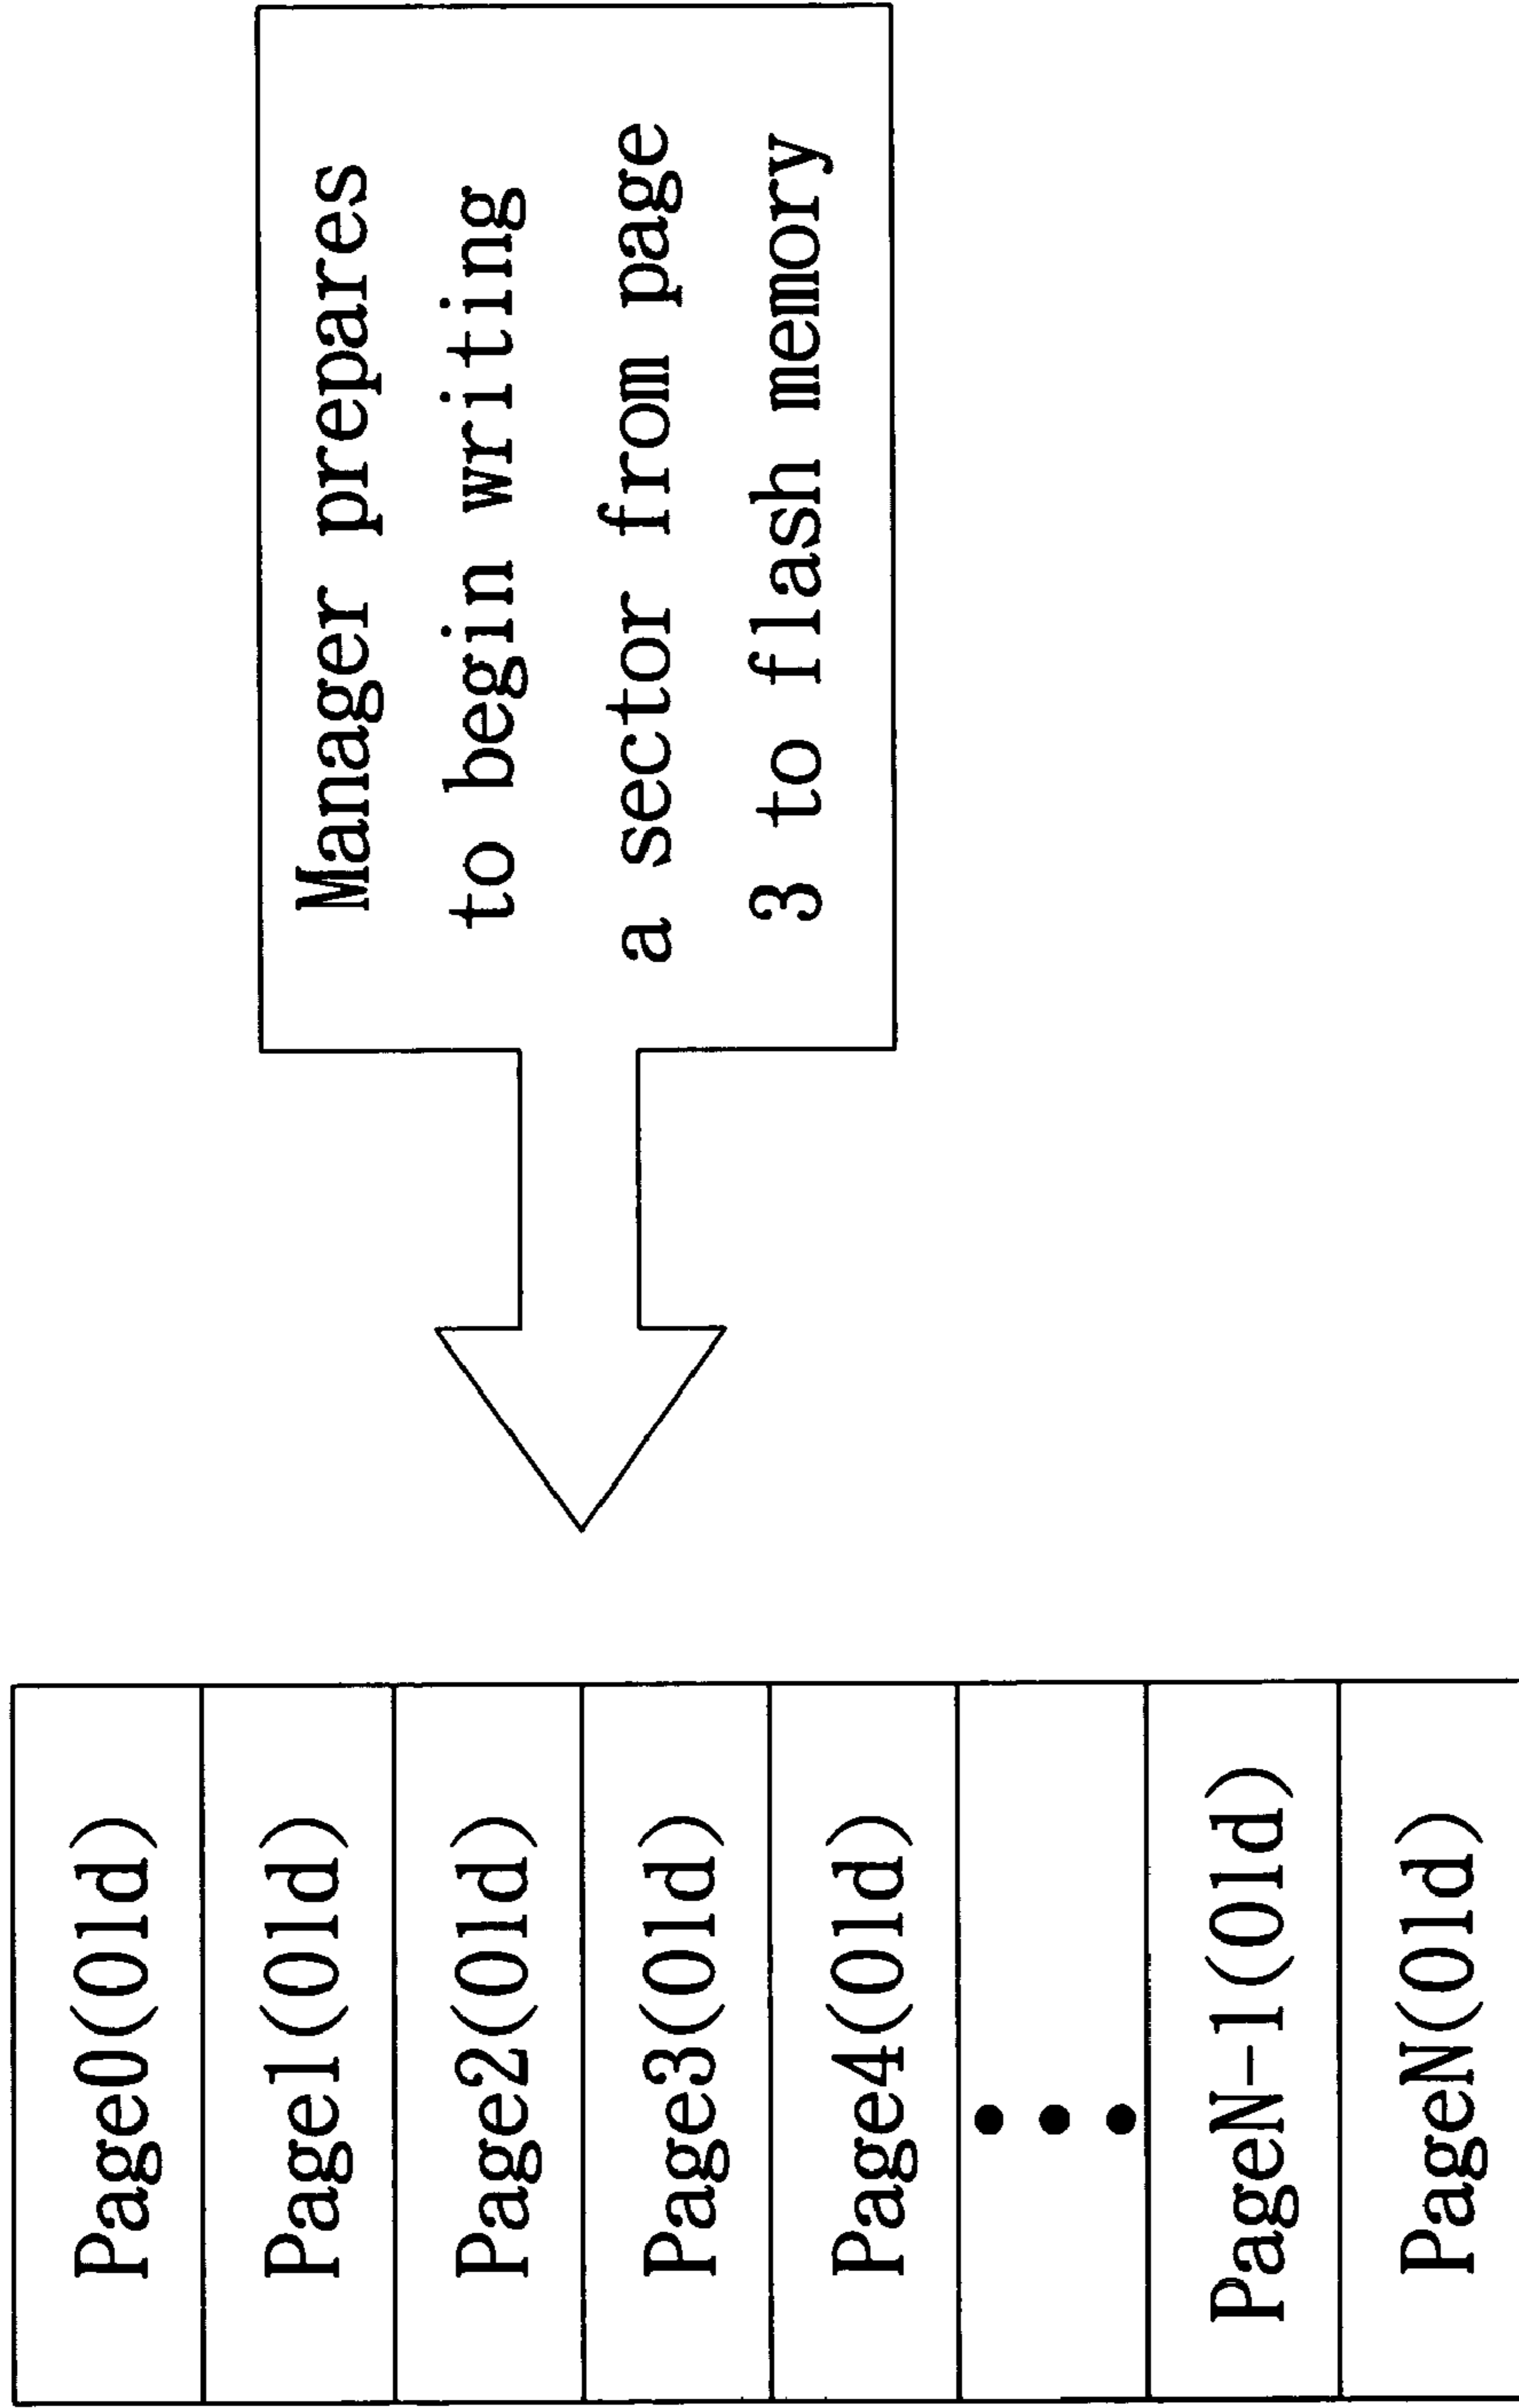 Page0(Old)
Page1(Old)
Page2(Old)
Page3(Old)
Page4(Old)
PageN-1(Old)
PageN(Old)
Manager prepares
to begin writing
a sector from page
3 to flash memory